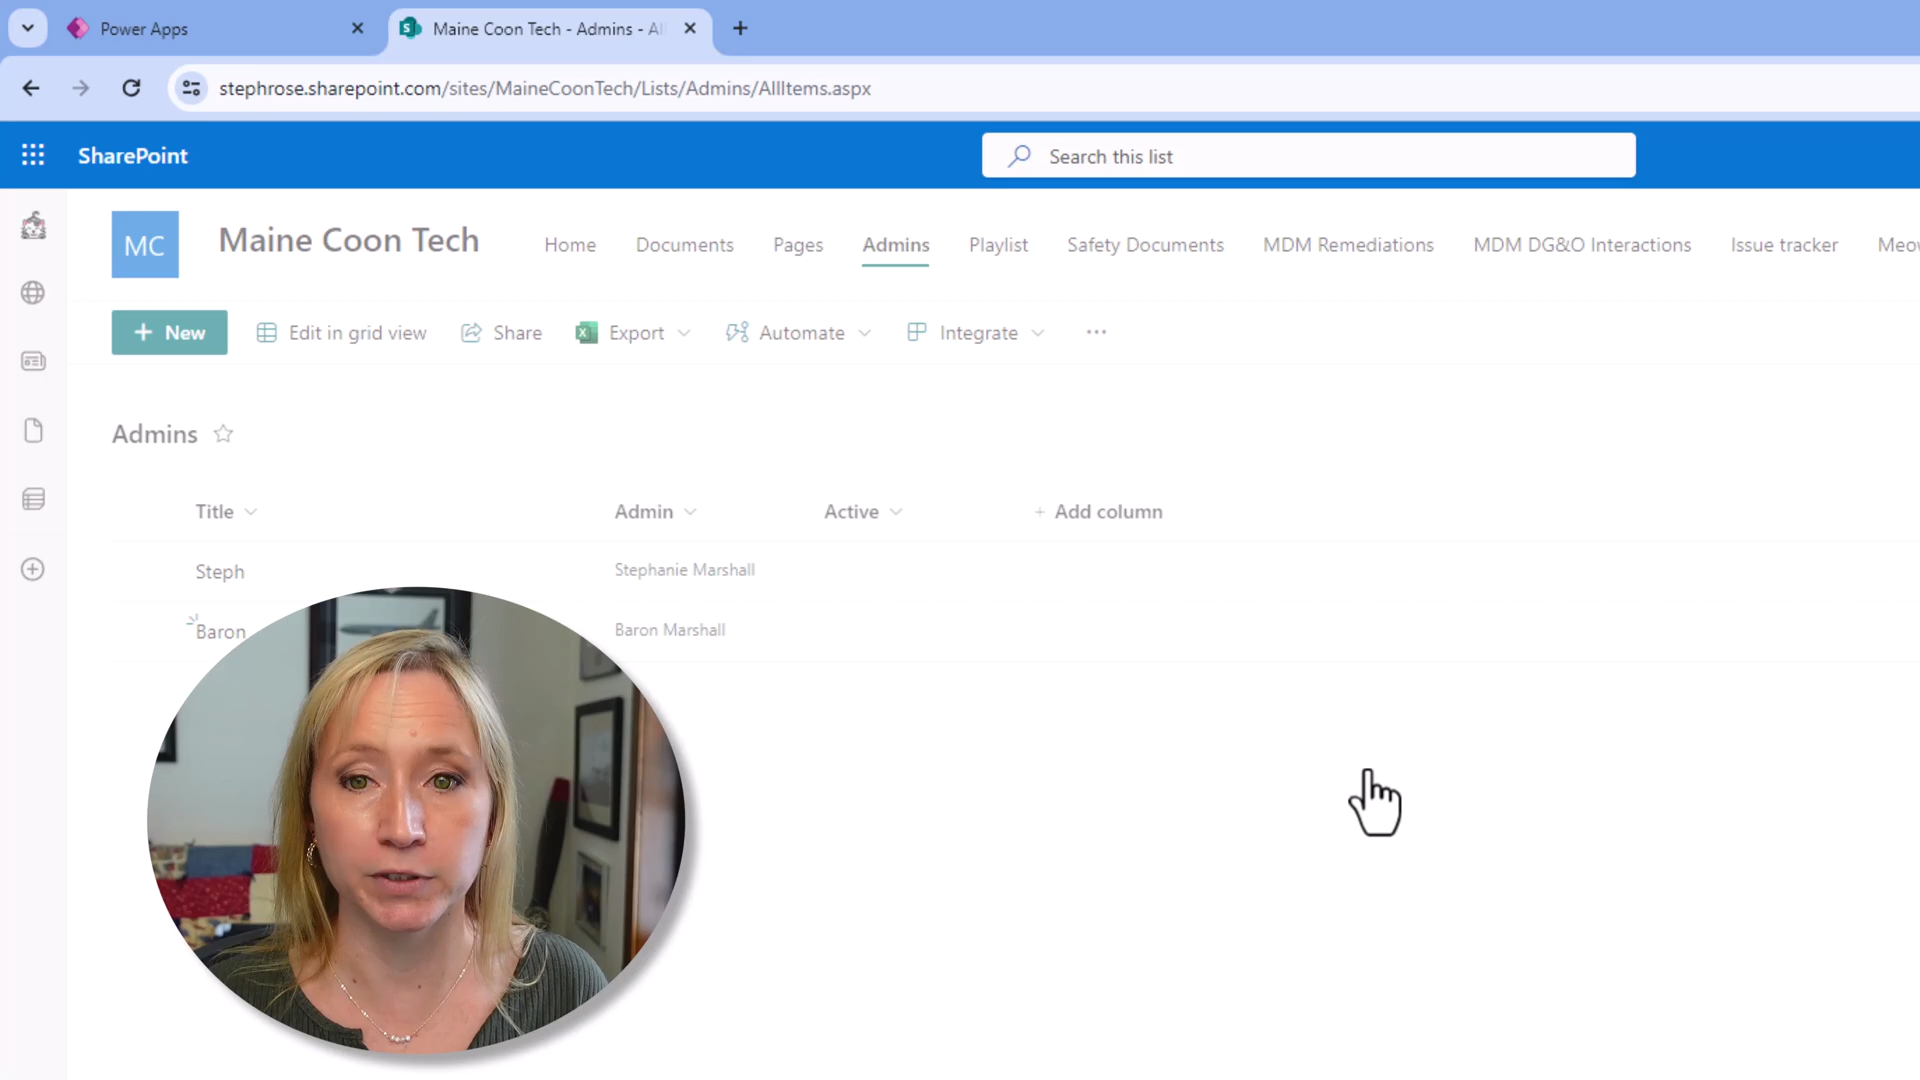 Power Apps
Maine Coon Tech - Admins - Al
stephrose.sharepoint.com/sites/MaineCoonTech/Lists/Admins/AllItems.aspx
SharePoint
Search this list
MC
Maine Coon Tech
Home
Documents
Pages
Admins
Playlist
Safety Documents
MDM Remediations
MDM DG&O Interactions
Issue tracker
Meow
New
Edit in grid view
Share
Export
Automate
Integrate
Admins
Title
Admin
Active
+ Add column
Steph
Stephanie Marshall
Baron
Baron Marshall